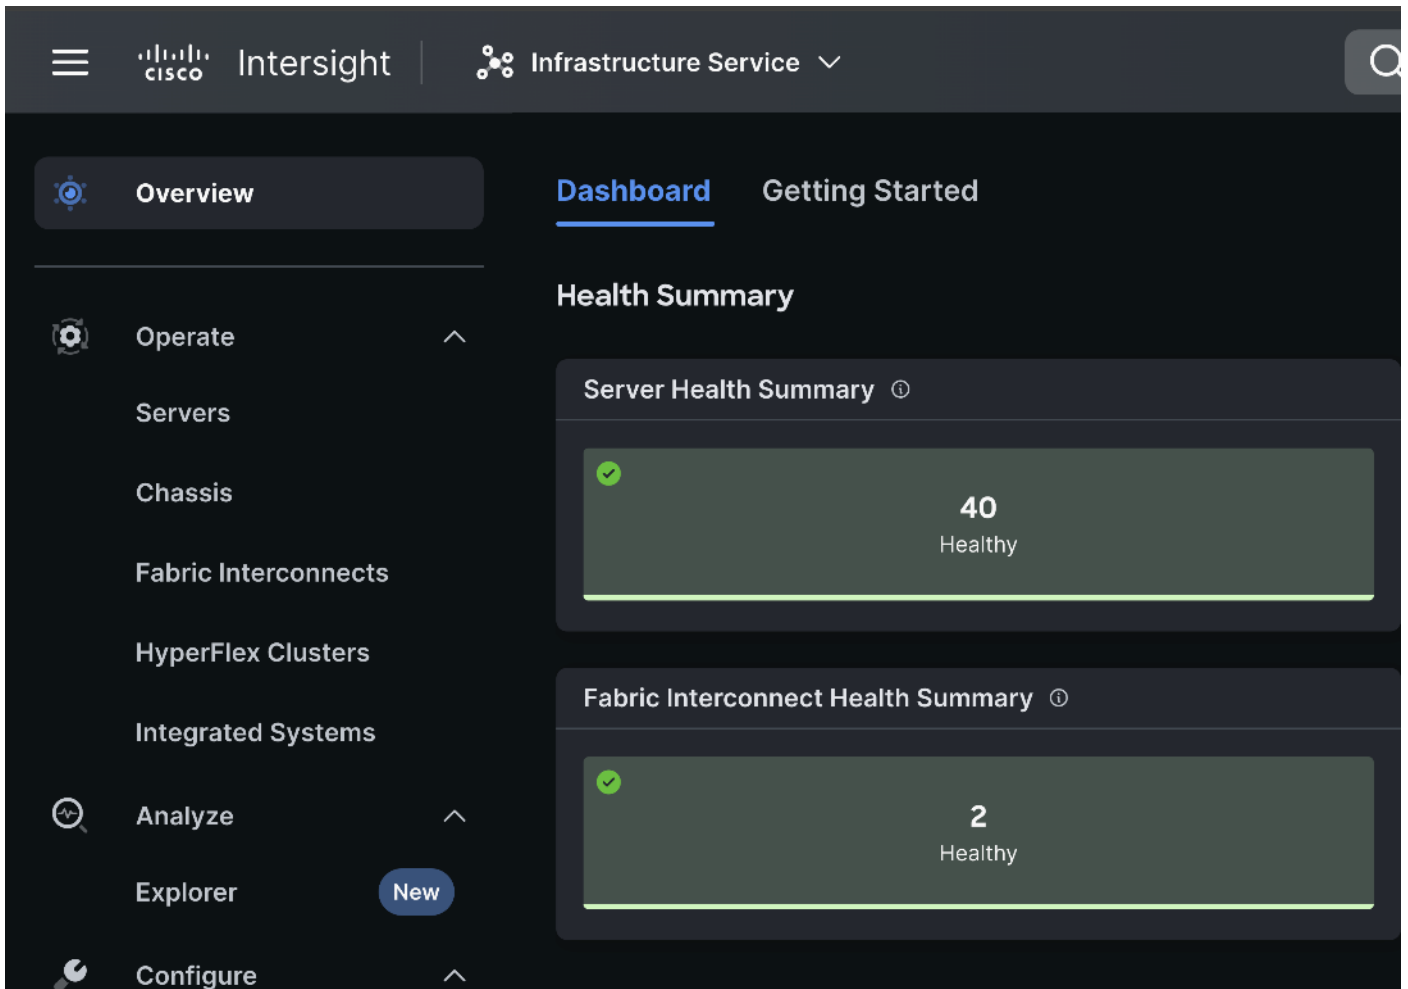 cisco Intersight Infrastructure Service
Overview
Dashboard Getting Started
Health Summary
Operate
Server Health Summary
Servers
Chassis
40
Healthy
Fabric Interconnects
HyperFlex Clusters
Fabric Interconnect Health Summary
Integrated Systems
Analyze
2
Healthy
Explorer New
Configure